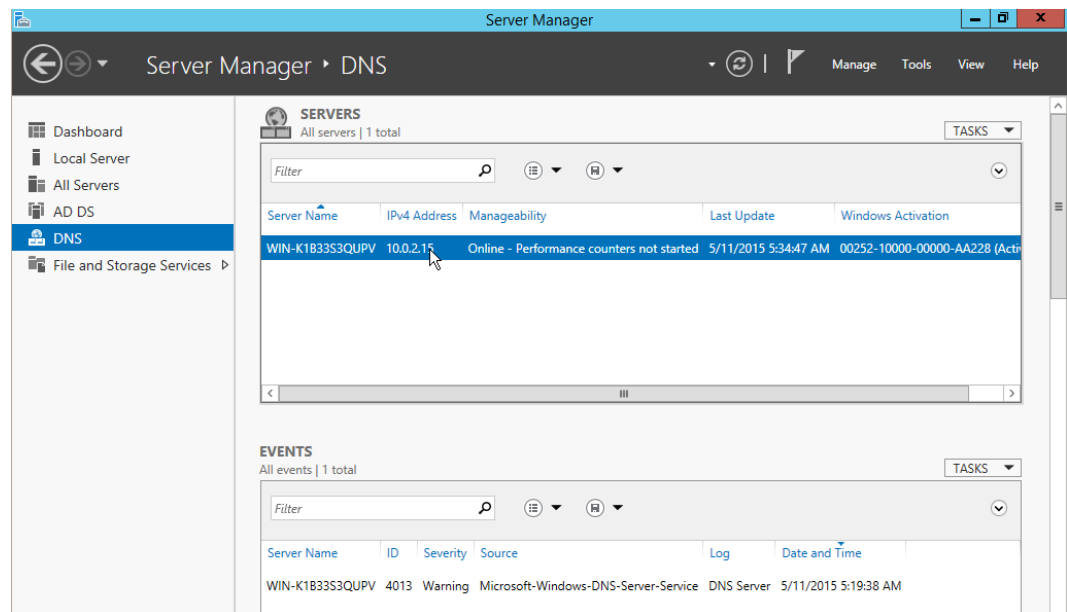 Server Manager
Server Manager ‣ DNS
Manage Tools View Help
Dashboard
Local Server
All Servers
AD DS
DNS
File and Storage Services
SERVERS
All servers | 1 total
TASKS
Filter
Server Name IPv4 Address Manageability Last Update Windows Activation
WIN-K1B33S3QUPV 10.0.2.15 Online - Performance counters not started 5/11/2015 5:34:47 AM 00252-10000-00000-AA228 (Acti
EVENTS
All events | 1 total
TASKS
Filter
Server Name ID Severity Source Log Date and Time
WIN-K1B33S3QUPV 4013 Warning Microsoft-Windows-DNS-Server-Service DNS Server 5/11/2015 5:19:38 AM